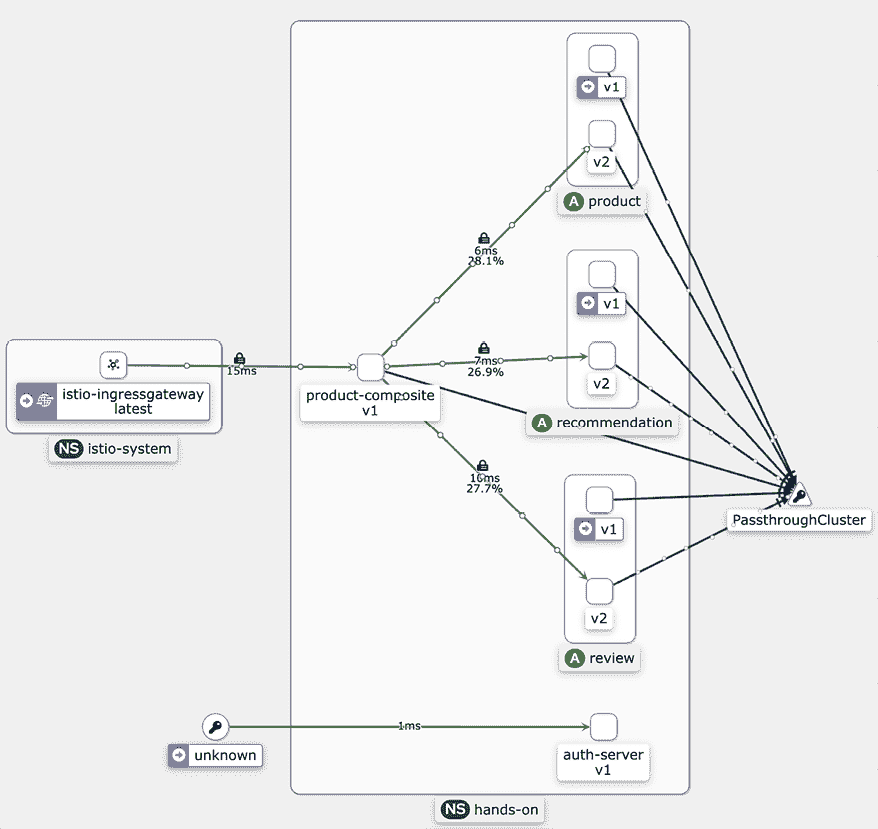 v1
v2
A product
6ms
28.1%
v1
7ms
26.9%
v2
15ms
istio-ingressgateway
latest
product-composite
v1
A recommendation
NS istio-system
16ms
27.7%
v1
PassthroughCluster
v2
A review
1ms
unknown
auth-server
v1
NS hands-on